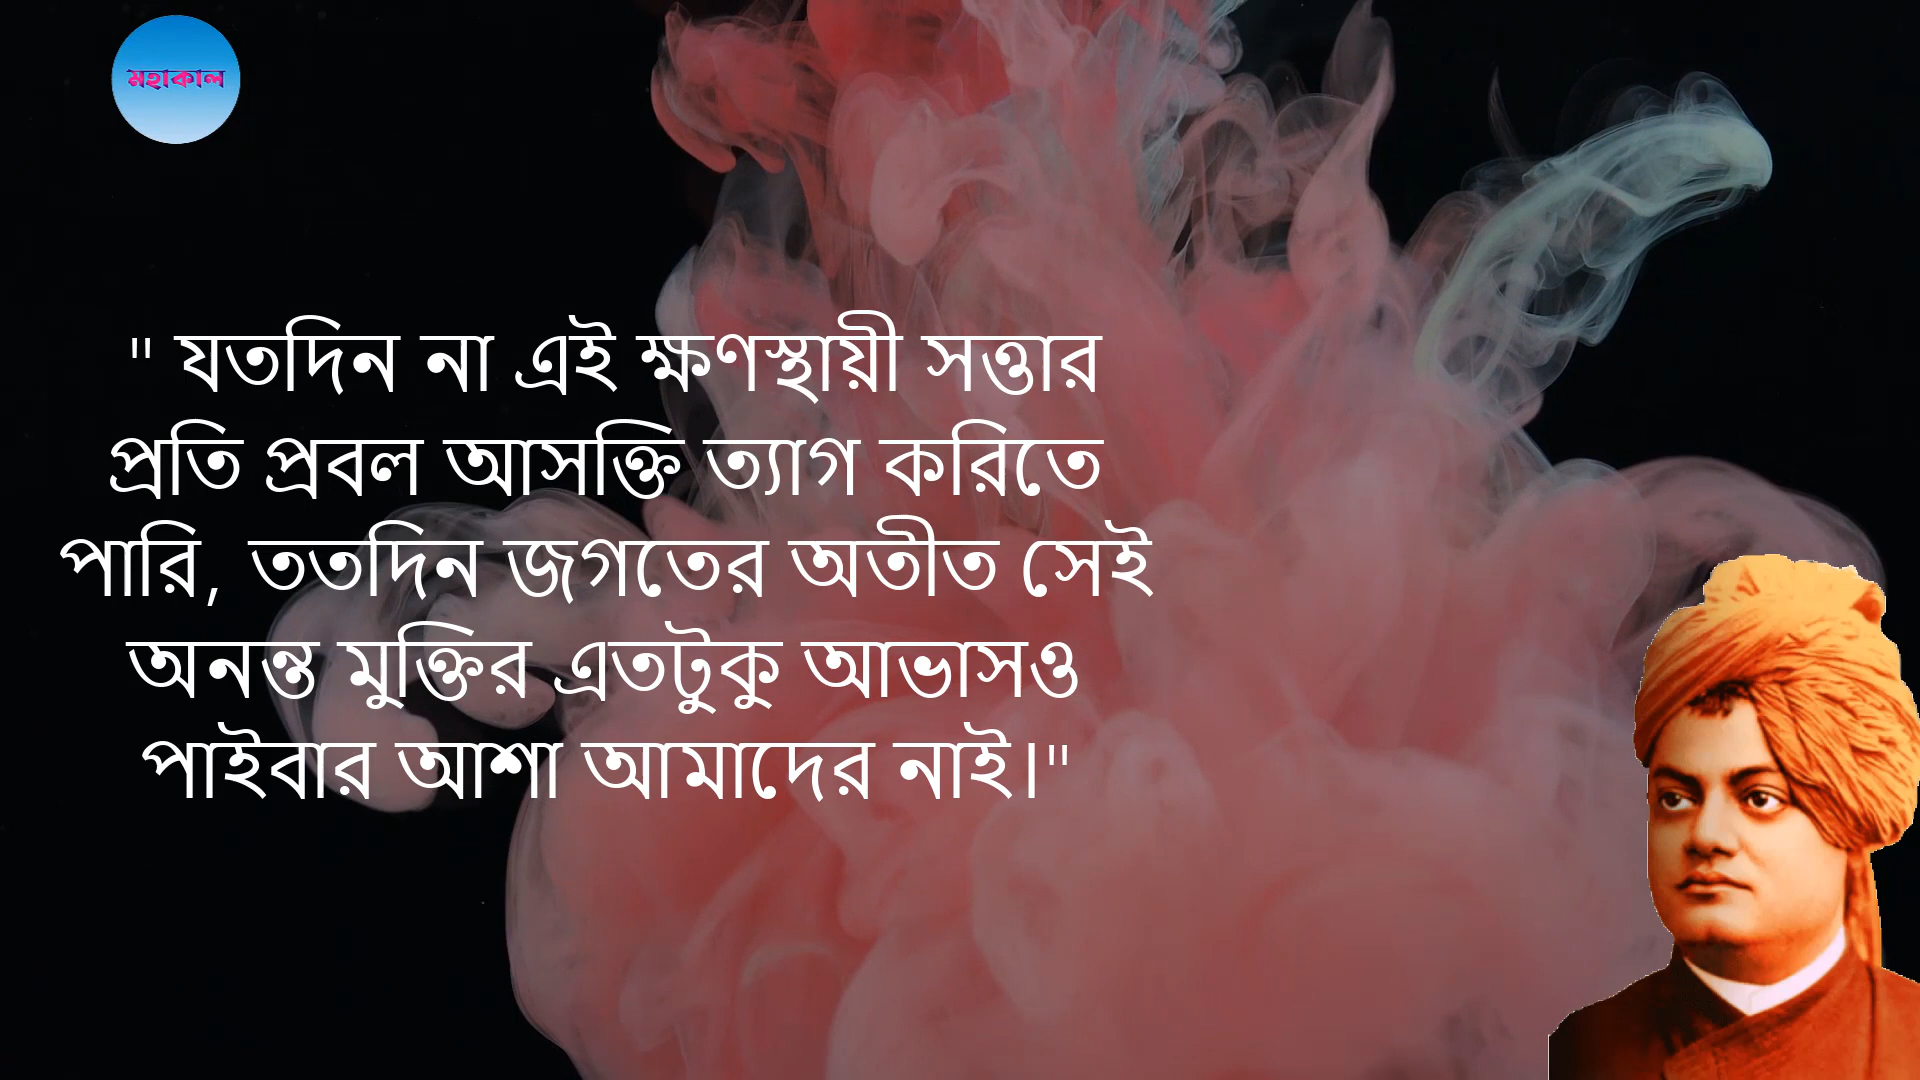 মহাকাল
" যতদিন না এই ক্ষণস্থায়ী সত্তার
প্রতি প্রবল আসক্তি ত্যাগ করিতে
পারি, ততদিন জগতের অতীত সেই
অনন্ত মুক্তির এতটুকু আভাসও
পাইবার আশা আমাদের নাই।"